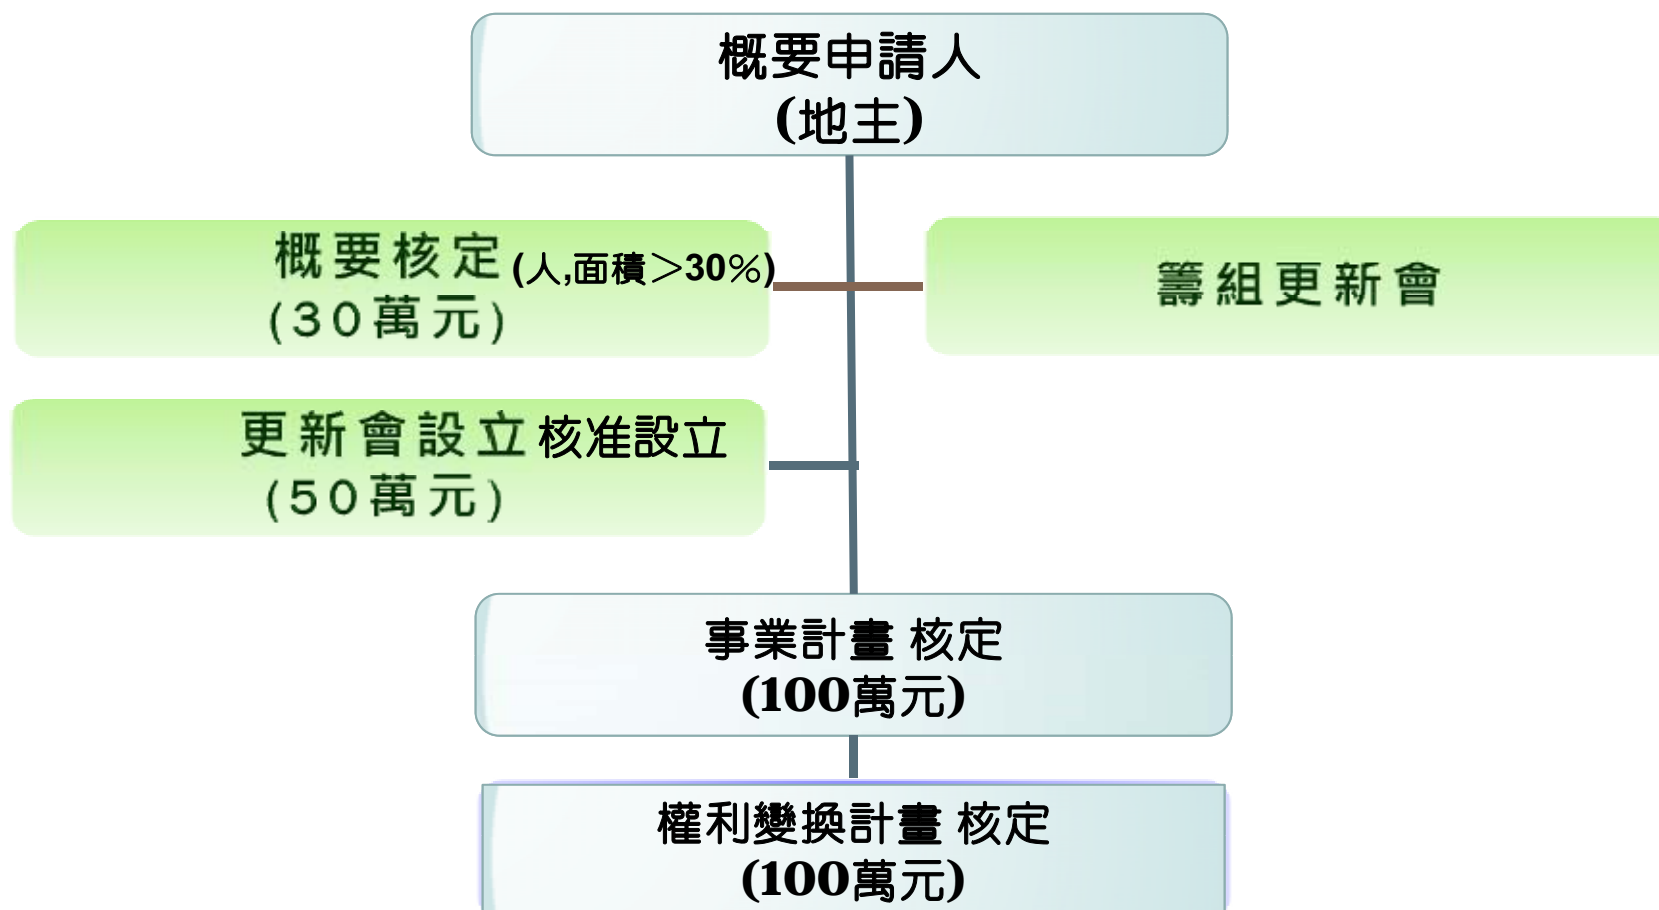 概要申請人
(地主)
概要核定(人,面積＞30%)
(30萬元)
籌組更新會
更新會設立核准設立
(50萬元)
事業計畫 核定
(100萬元)
權利變換計畫 核定
(100萬元)